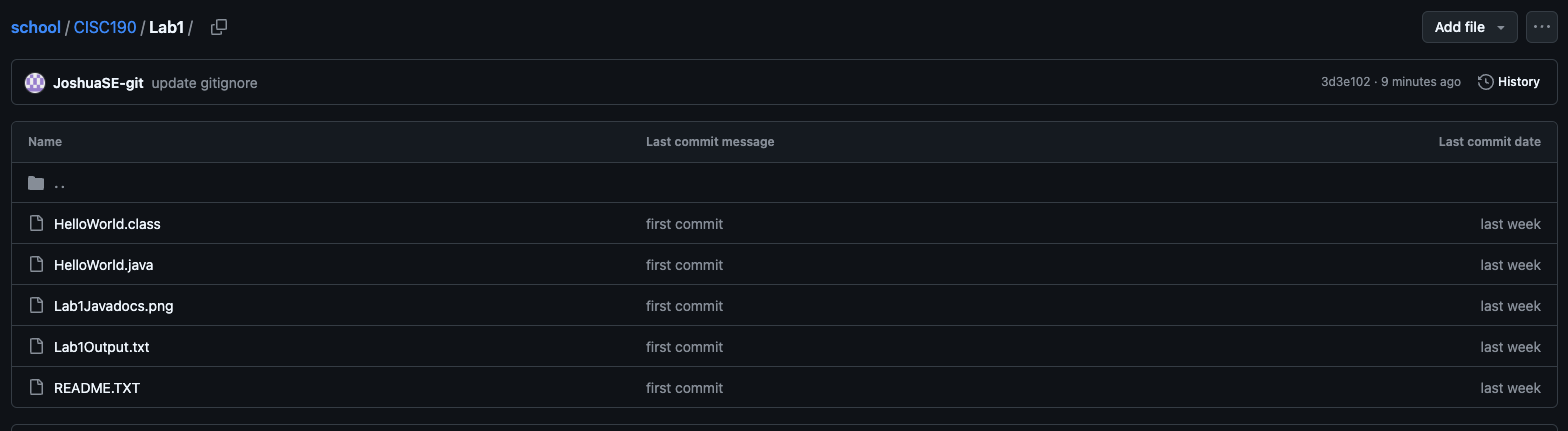 school / CISC190 / Lab1 / Add file ...
JoshuaSE-git update gitignore 3d3e102 · 9 minutes ago History
Name Last commit message Last commit date
..
HelloWorld.class first commit last week
HelloWorld.java first commit last week
Lab1Javadocs.png first commit last week
Lab1Output.txt first commit last week
README.TXT first commit last week